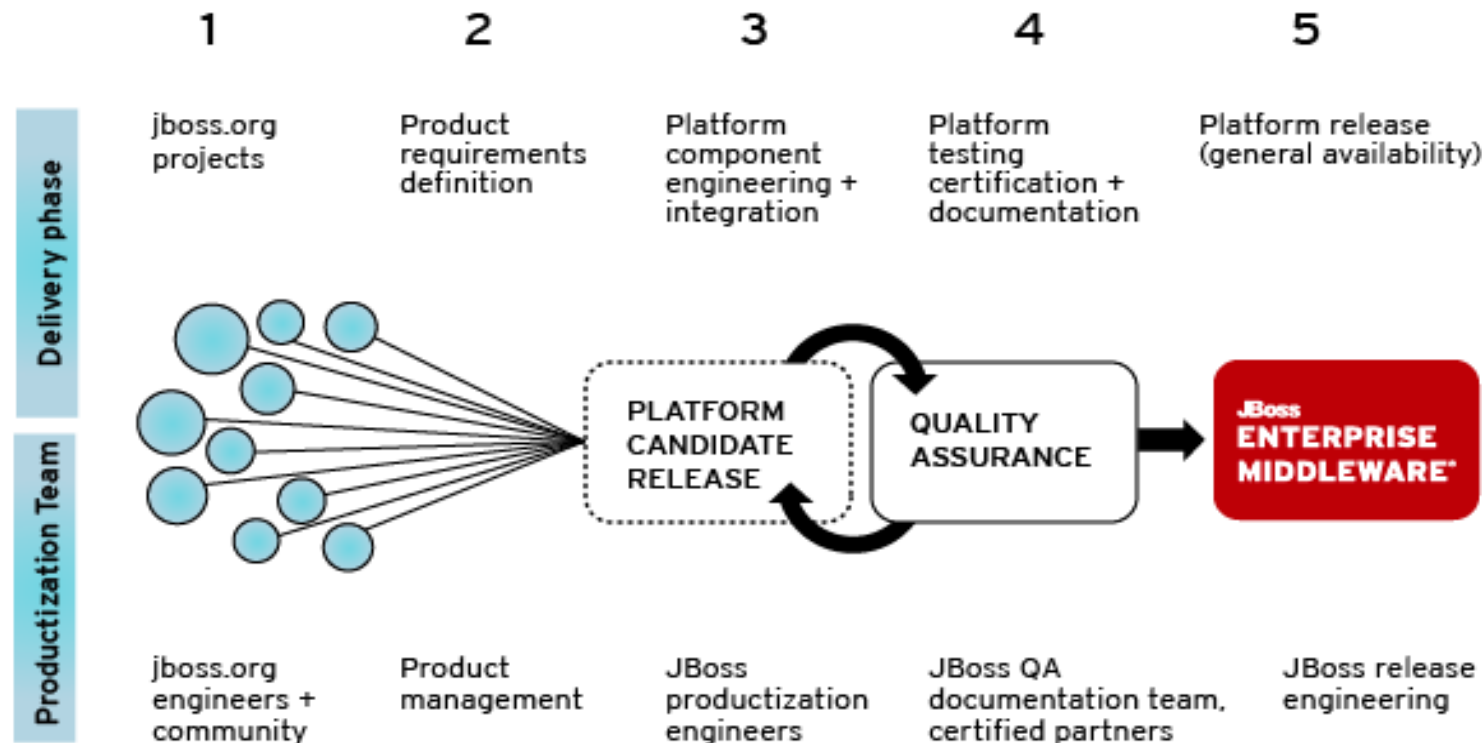 1 2 3 4 5
Delivery phase
jboss.org
projects
Product
requirements
definition
Platform
component
engineering +
integration
Platform
testing
certification +
documentation
Platform release
(general availability)
PLATFORM
CANDIDATE
RELEASE
QUALITY
ASSURANCE
JBoss
ENTERPRISE
MIDDLEWARE
Productization Team
jboss.org
engineers +
community
Product
management
JBoss
productization
engineers
JBoss QA
documentation team,
certified partners
JBoss release
engineering